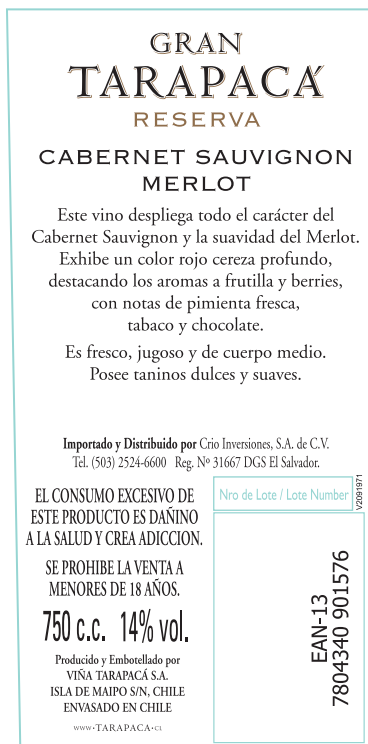 GRAN
TARAPACÁ
RESERVA
CABERNET SAUVIGNON
MERLOT
Este vino despliega todo el carácter del
Cabernet Sauvignon y la suavidad del Merlot.
Exhibe un color rojo cereza profundo,
destacando los aromas a frutilla y berries,
con notas de pimienta fresca,
tabaco y chocolate.
Es fresco, jugoso y de cuerpo medio.
Posee taninos dulces y suaves.
Importado y Distribuido por Crio Inversiones, S.A. de C.V.
Tel. (503) 2524-6600 Reg. Nº 31667 DGS El Salvador.
EL CONSUMO EXCESIVO DE
ESTE PRODUCTO ES DAÑINO
A LA SALUD Y CREA ADICCION.
SE PROHIBE LA VENTA A
MENORES DE 18 AÑOS.
750 c.c. 14% vol.
Producido y Embotellado por
VIÑA TARAPACÁ S.A.
ISLA DE MAIPO S/N, CHILE
ENVASADO EN CHILE
WWW·TARAPACA·CL
Nro de Lote / Lote Number
V2091971
EAN-13
7804340 901576